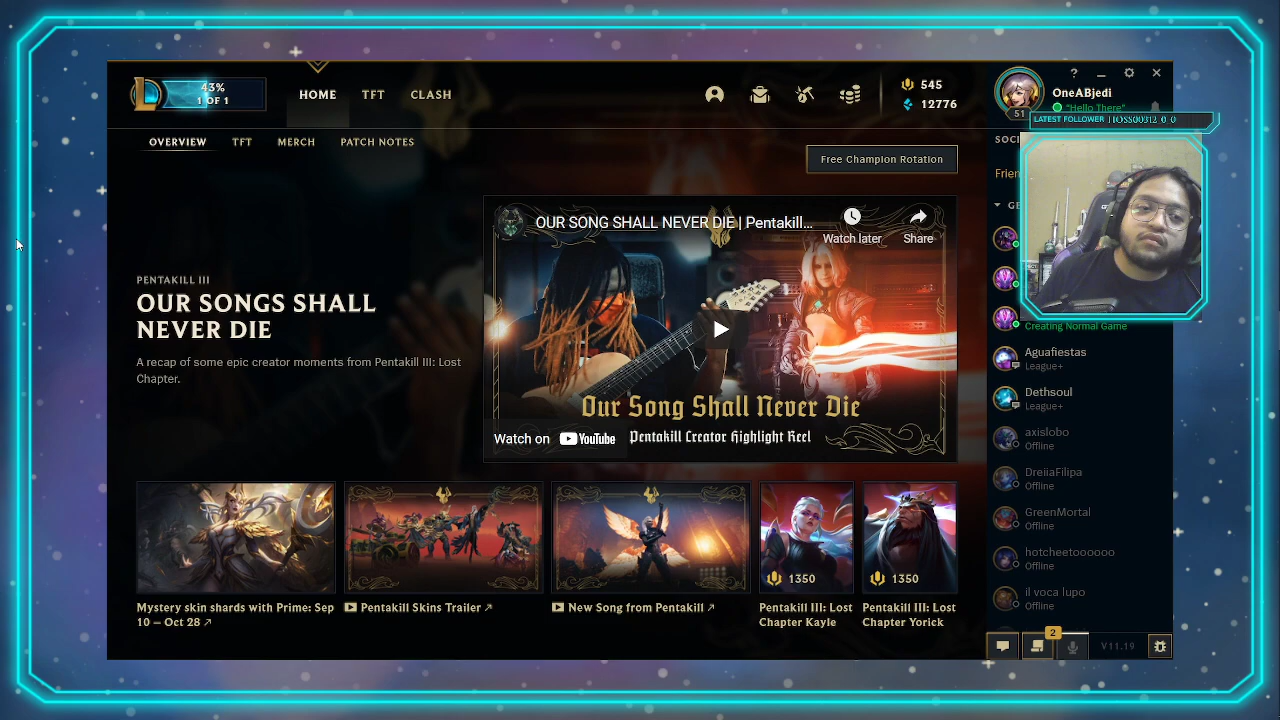 43%
1 OF 1
HOME
TFT
CLASH
545
12776
?
OneABjedi
51
"Hello There"
LATEST FOLLOWER
OVERVIEW
TFT
MERCH
PATCH NOTES
Free Champion Rotation
SOCI
Frien
GE
OUR SONG SHALL NEVER DIE | Pentakill...
Watch later
Share
PENTAKILL III
OUR SONGS SHALL
NEVER DIE
A recap of some epic creator moments from Pentakill III: Lost
Chapter.
Our Song Shall Never Die
Pentakill Creator Highlight Reel
Watch on YouTube
Creating Normal Game
Aguafiestas
League+
Dethsoul
League+
axislobo
Offline
DreiiaFilipa
Offline
GreenMortal
Offline
hotcheetoooooo
Offline
il voca lupo
Offline
1350
1350
Mystery skin shards with Prime: Sep
10 – Oct 28 ↗
Pentakill Skins Trailer ↗
New Song from Pentakill ↗
Pentakill III: Lost
Chapter Kayle
Pentakill III: Lost
Chapter Yorick
2
V11.19